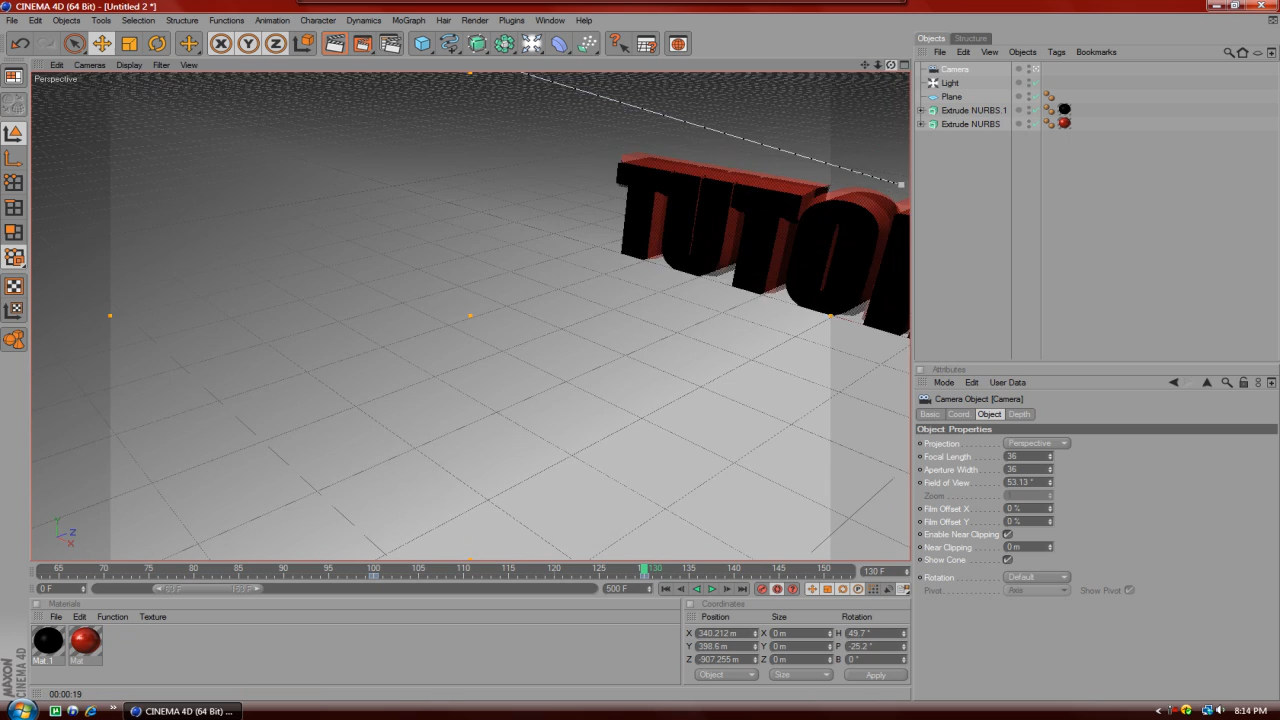 CINEMA 4D (64 Bit) - [Untitled 2 *]
File Edit Objects Tools Selection Structure Functions Animation Character Dynamics MoGraph Hair Render Plugins Window Help
Objects Structure
File Edit View Objects Tags Bookmarks
Edit Cameras Display Filter View
Perspective
Camera
Light
Plane
Extrude NURBS.1
Extrude NURBS
TUTO
Attributes
Mode Edit User Data
Camera Object [Camera]
Basic Coord. Object Depth
Object Properties
Projection Perspective
Focal Length 36
Aperture Width 36
Field of View 53.13 °
Zoom 1
Film Offset X 0 %
Film Offset Y 0 %
Enable Near Clipping
Near Clipping 0 m
Show Cone
Rotation Default
Pivot Axis Show Pivot
65 70 75 80 85 90 95 100 105 110 115 120 125 130 135 140 145 150 130 F
0 F 500 F
Materials
File Edit Function Texture
Mat.1 Mat
Coordinates
Position Size Rotation
X 340.212 m X 0 m H 49.7 °
Y 398.6 m Y 0 m P -25.2 °
Z -907.255 m Z 0 m B 0 °
Object Size Apply
MAXON
CINEMA 4D
00:00:19
CINEMA 4D (64 Bit) ...
8:14 PM